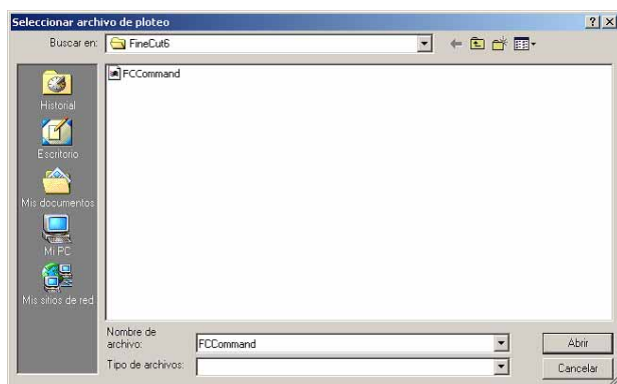 Seleccionar archivo de ploteo
Buscar en: FineCut6
FCCommand
Historial
Escritorio
Mis documentos
Mi PC
Mis sitios de red
Nombre de
archivo: FCCommand Abrir
Tipo de archivos: Cancelar